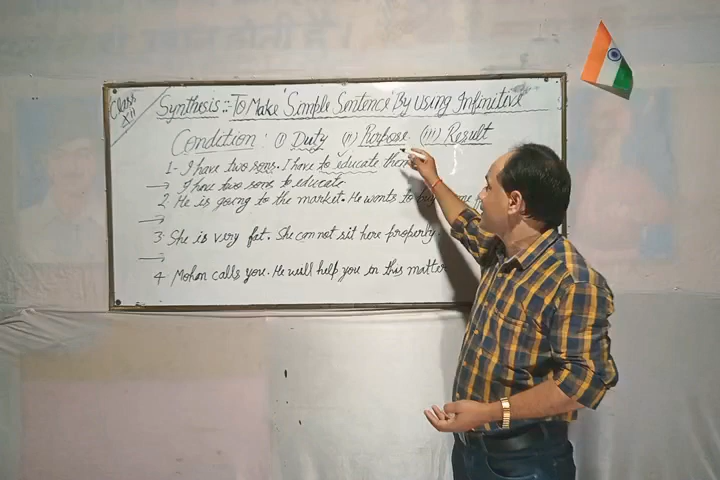 Class XII
Synthesis :- To Make 'Simple Sentence' By Using Infinitive
Condition : (i) Duty (ii) Purpose. (iii) Result
1- I have two sons. I have to educate them
→ I have two sons to educate
2. He is going to the market. He wants to
→
3. She is very fat. She can not sit here properly.
→
4 Mohan calls you. He will help you in this matter